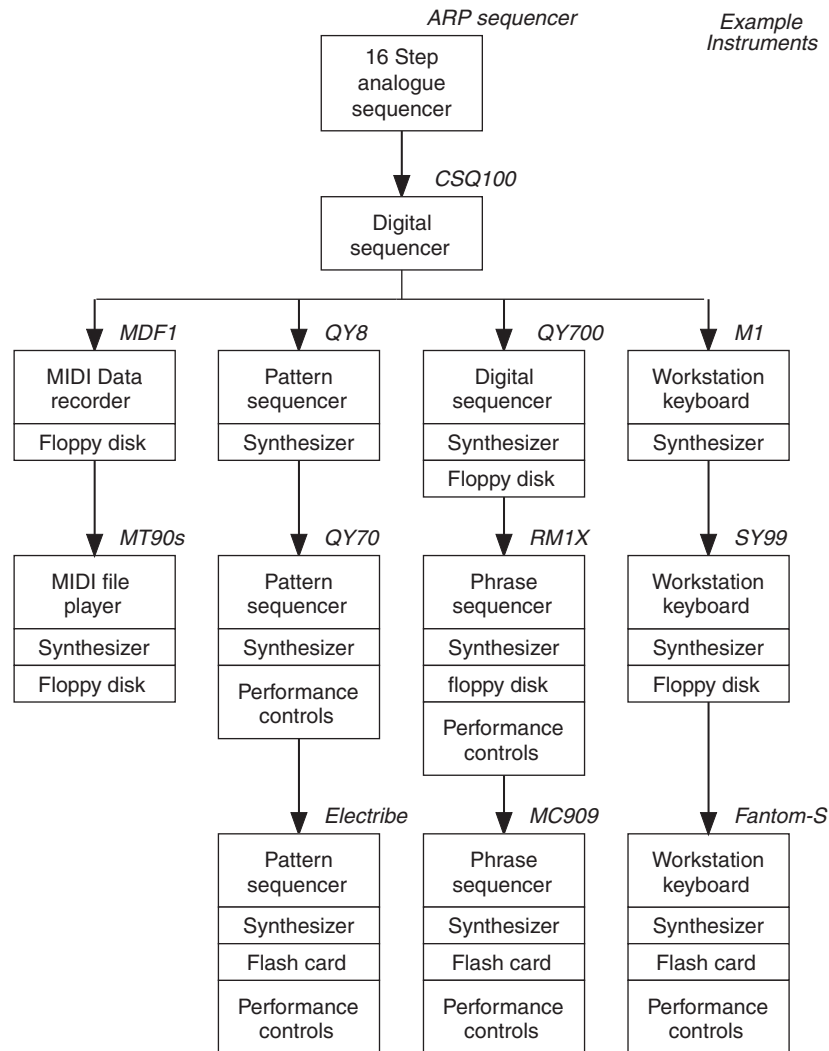 ARP sequencer
Example
Instruments
16 Step
analogue
sequencer
CSQ100
Digital
sequencer
MDF1
QY8
QY700
M1
MIDI Data
recorder
Floppy disk
Pattern
sequencer
Synthesizer
Digital
sequencer
Synthesizer
Floppy disk
Workstation
keyboard
Synthesizer
MT90s
QY70
RM1X
SY99
MIDI file
player
Synthesizer
Floppy disk
Pattern
sequencer
Synthesizer
Performance
controls
Phrase
sequencer
Synthesizer
floppy disk
Performance
controls
Workstation
keyboard
Synthesizer
Floppy disk
Electribe
MC909
Fantom-S
Pattern
sequencer
Synthesizer
Flash card
Performance
controls
Phrase
sequencer
Synthesizer
Flash card
Performance
controls
Workstation
keyboard
Synthesizer
Flash card
Performance
controls